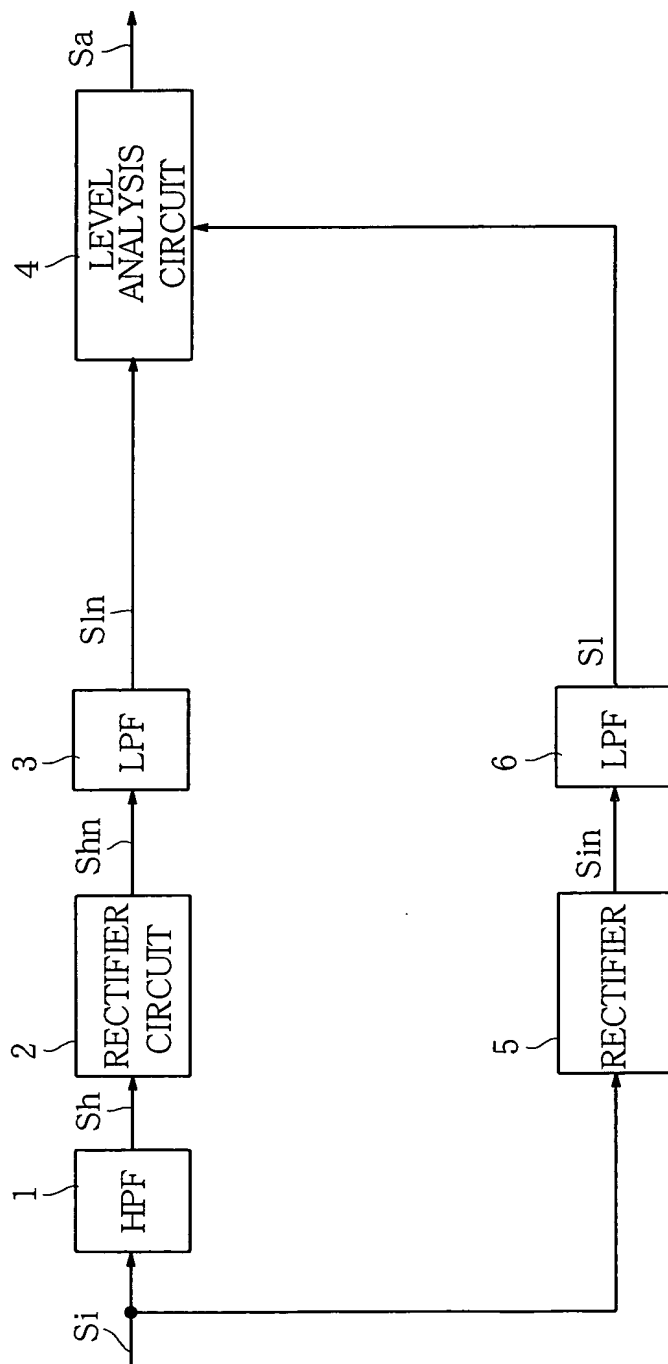 Si
1
HPF
Sh
2
RECTIFIER
CIRCUIT
Shn
3
LPF
Sln
4
LEVEL
ANALYSIS
CIRCUIT
Sa
5
RECTIFIER
Sin
6
LPF
Sl